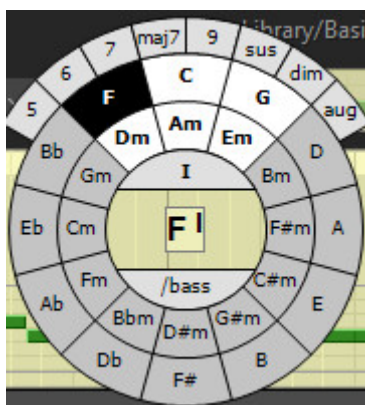 Library/Basi
5 6 7 maj7 9 sus dim aug
F C G
Dm Am Em
Bb D
Gm I Bm
Eb Cm F I F#m A
Fm /bass C#m
Ab E
Bbm D#m G#m
Db F# B